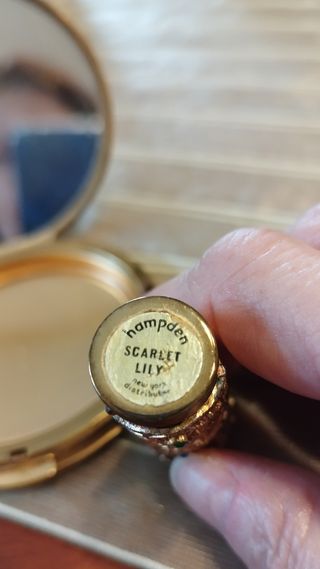 hampden
SCARLET
LILY
new york
distributor